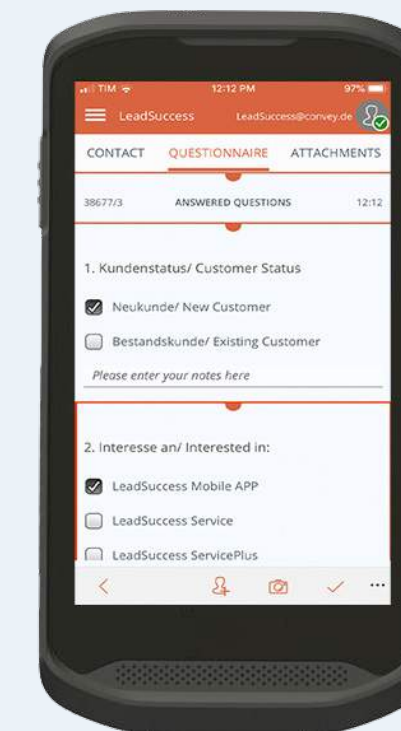 TIM 12:12 PM 97%
LeadSuccess LeadSuccess@convey.de
CONTACT QUESTIONNAIRE ATTACHMENTS
38677/3 ANSWERED QUESTIONS 12:12
1. Kundenstatus/ Customer Status
Neukunde/ New Customer
Bestandskunde/ Existing Customer
Please enter your notes here
2. Interesse an/ Interested in:
LeadSuccess Mobile APP
LeadSuccess Service
LeadSuccess ServicePlus